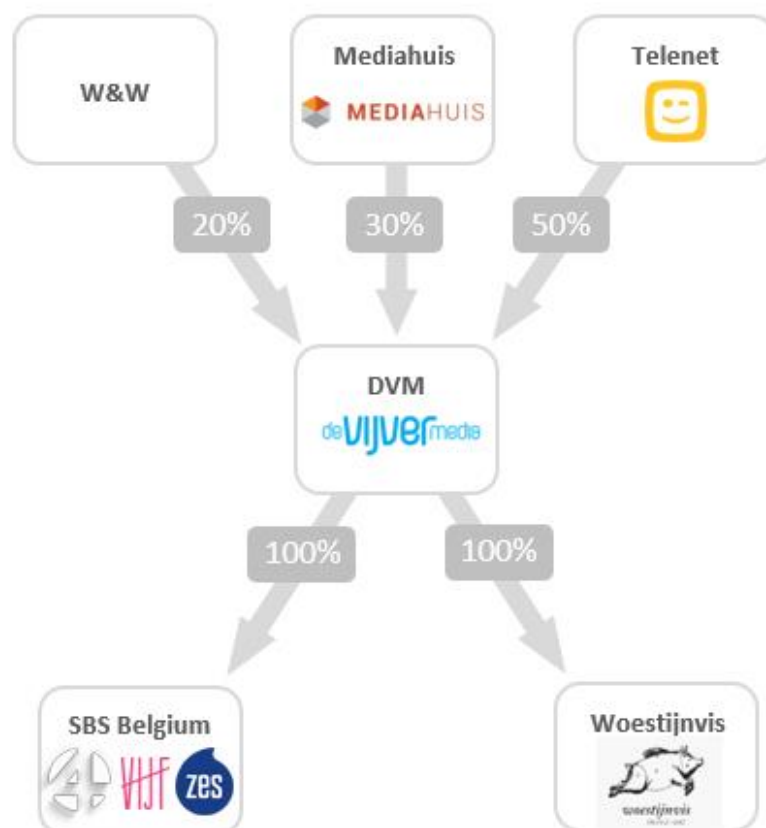 W&W
Mediahuis
MEDIAHUIS
Telenet
20%
30%
50%
DVM
deVIJVERmedia
100%
100%
SBS Belgium
VIJF
zes
Woestijnvis
woestijnvis